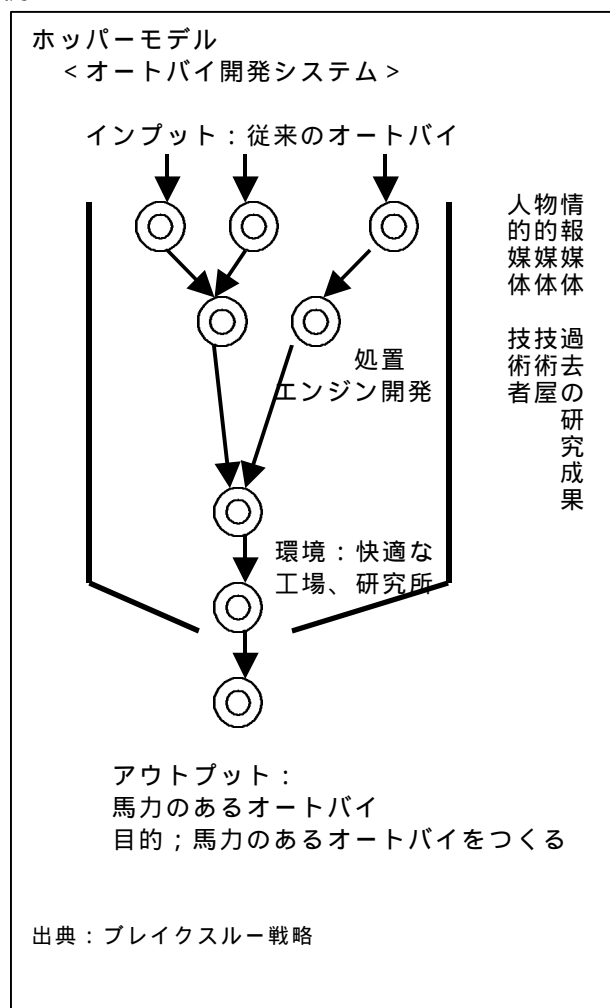 ホッパーモデル
<オートバイ開発システム>
インプット：従来のオートバイ
情報媒体 過去の研究成果
物的媒体 技術屋
人的媒体 技術者
処置
エンジン開発
環境：快適な
工場、研究所
アウトプット：
馬力のあるオートバイ
目的；馬力のあるオートバイをつくる
出典：ブレイクスルー戦略